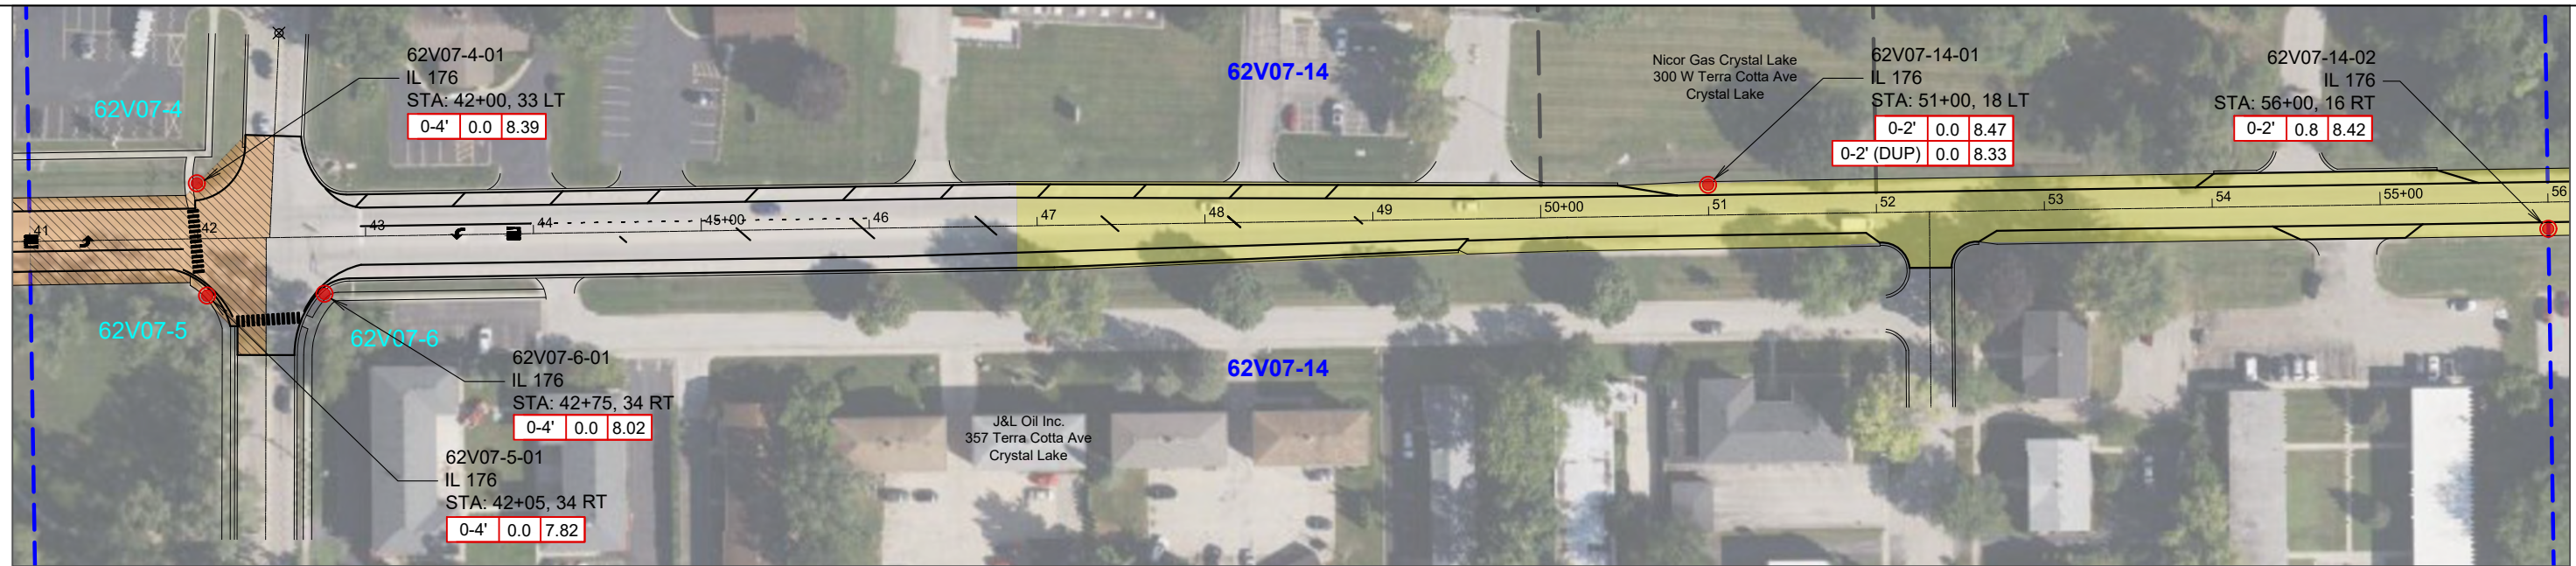 62V07-4-01
IL 176
STA: 42+00, 33 LT
0-4' 0.0 8.39
62V07-4
62V07-14
Nicor Gas Crystal Lake
300 W Terra Cotta Ave
Crystal Lake
62V07-14-01
IL 176
STA: 51+00, 18 LT
0-2' 0.0 8.47
0-2' (DUP) 0.0 8.33
62V07-14-02
IL 176
STA: 56+00, 16 RT
0-2' 0.8 8.42
41 42 43 44 45+00 46 47 48 49 50+00 51 52 53 54 55+00 56
62V07-5
62V07-6
62V07-6-01
IL 176
STA: 42+75, 34 RT
0-4' 0.0 8.02
62V07-5-01
IL 176
STA: 42+05, 34 RT
0-4' 0.0 7.82
62V07-14
J&L Oil Inc.
357 Terra Cotta Ave
Crystal Lake